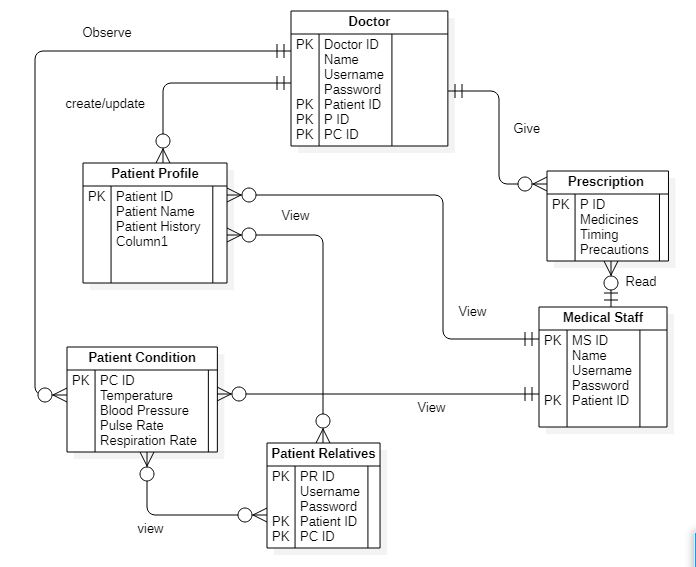 Doctor
PK Doctor ID
Name
Username
Password
PK Patient ID
PK P ID
PK PC ID
Observe
create/update
Give
Patient Profile
PK Patient ID
Patient Name
Patient History
Column1
View
Prescription
PK P ID
Medicines
Timing
Precautions
Read
View
Medical Staff
PK MS ID
Name
Username
Password
PK Patient ID
Patient Condition
PK PC ID
Temperature
Blood Pressure
Pulse Rate
Respiration Rate
View
Patient Relatives
PK PR ID
Username
Password
PK Patient ID
PK PC ID
view